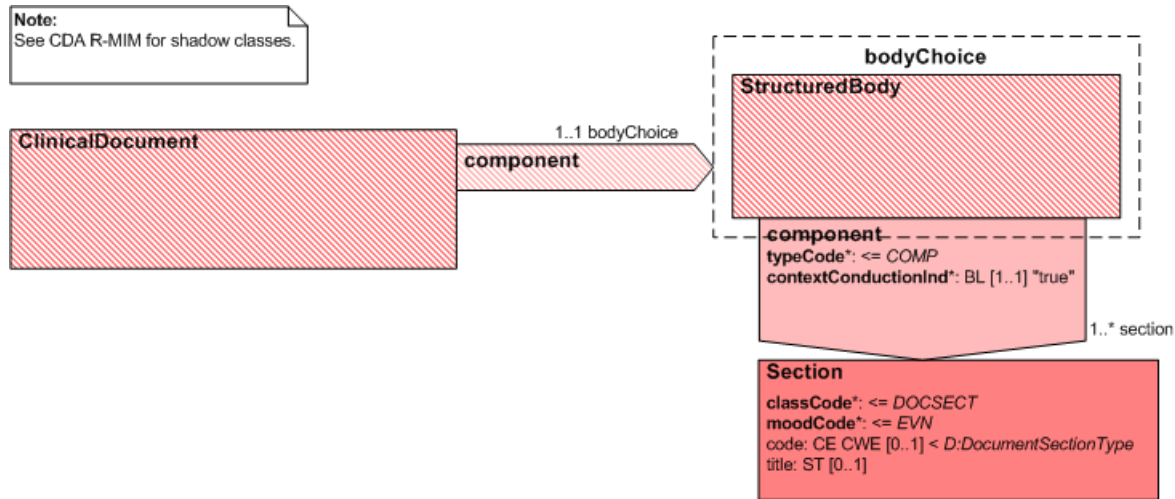 Note:
See CDA R-MIM for shadow classes.
bodyChoice
StructuredBody
ClinicalDocument
1..1 bodyChoice
component
component
typeCode*: <= COMP
contextConductionInd*: BL [1..1] "true"
1..* section
Section
classCode*: <= DOCSECT
moodCode*: <= EVN
code: CE CWE [0..1] < D:DocumentSectionType
title: ST [0..1]